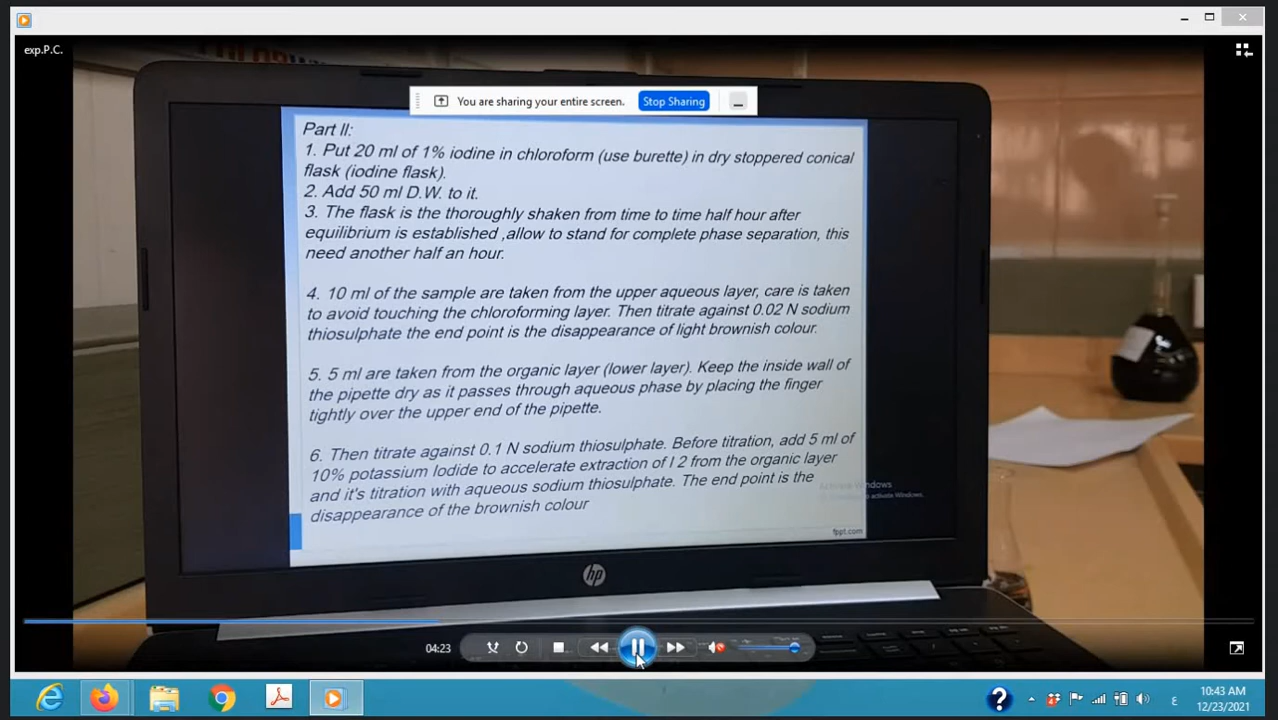 exp.P.C.
You are sharing your entire screen. Stop Sharing
Part II:
1. Put 20 ml of 1% iodine in chloroform (use burette) in dry stoppered conical
flask (iodine flask).
2. Add 50 ml D.W. to it.
3. The flask is the thoroughly shaken from time to time half hour after
equilibrium is established ,allow to stand for complete phase separation, this
need another half an hour.
4. 10 ml of the sample are taken from the upper aqueous layer, care is taken
to avoid touching the chloroforming layer. Then titrate against 0.02 N sodium
thiosulphate the end point is the disappearance of light brownish colour.
5. 5 ml are taken from the organic layer (lower layer). Keep the inside wall of
the pipette dry as it passes through aqueous phase by placing the finger
tightly over the upper end of the pipette.
6. Then titrate against 0.1 N sodium thiosulphate. Before titration, add 5 ml of
10% potassium Iodide to accelerate extraction of I 2 from the organic layer
and it's titration with aqueous sodium thiosulphate. The end point is the
disappearance of the brownish colour
Windows
to activate Windows.
fppt.com
hp
04:23
ع
10:43 AM
12/23/2021